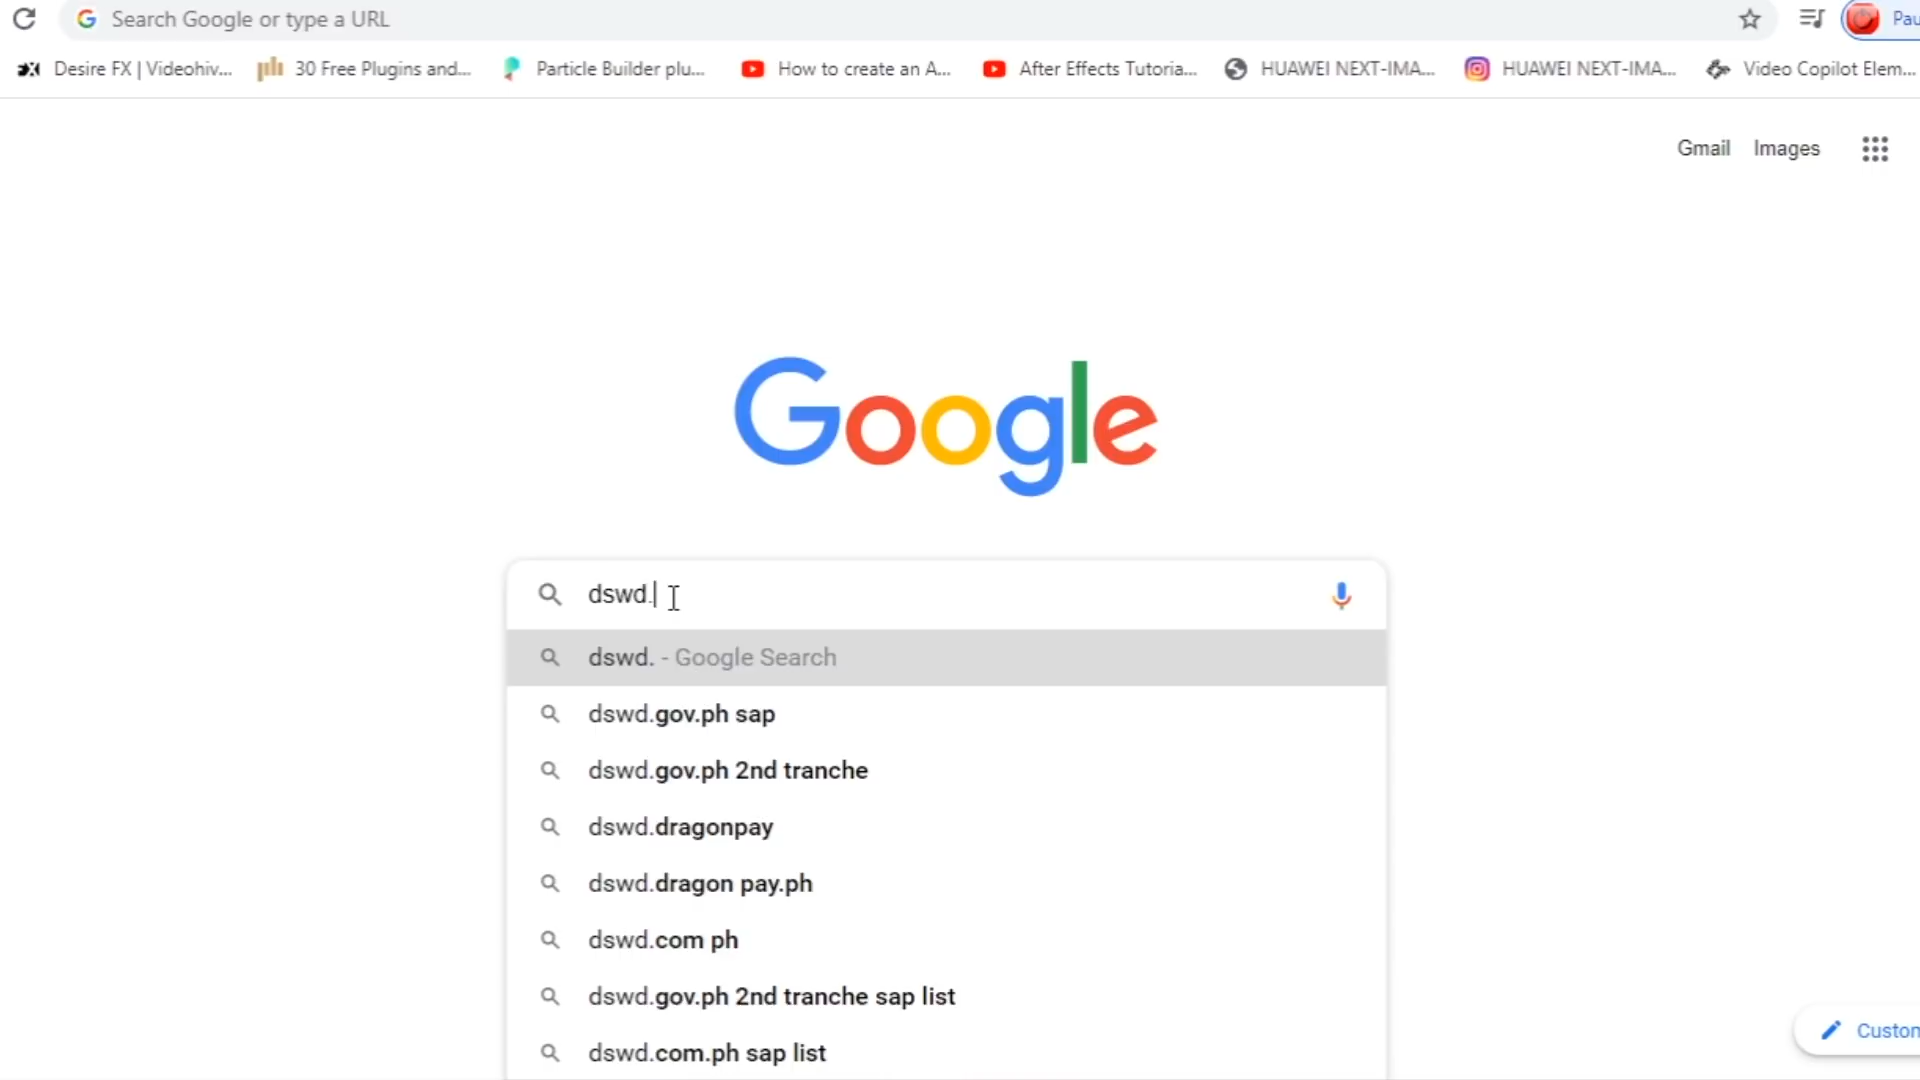 Search Google or type a URL
Pau
Desire FX | Videohiv...
30 Free Plugins and...
Particle Builder plu...
How to create an A...
After Effects Tutoria...
HUAWEI NEXT-IMA...
HUAWEI NEXT-IMA...
Video Copilot Elem...
Gmail
Images
Google
dswd.
dswd. - Google Search
dswd.gov.ph sap
dswd.gov.ph 2nd tranche
dswd.dragonpay
dswd.dragon pay.ph
dswd.com ph
dswd.gov.ph 2nd tranche sap list
dswd.com.ph sap list
Custom